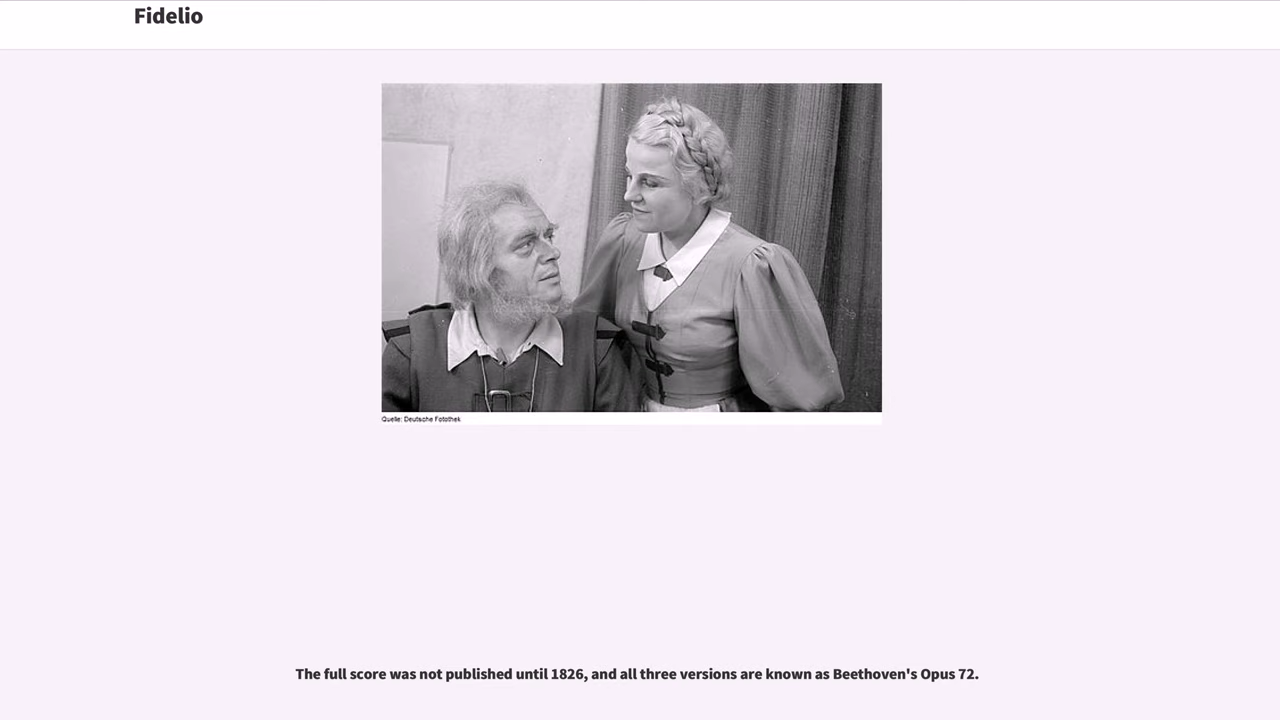 Fidelio
Quelle: Deutsche Fotothek
The full score was not published until 1826, and all three versions are known as Beethoven's Opus 72.